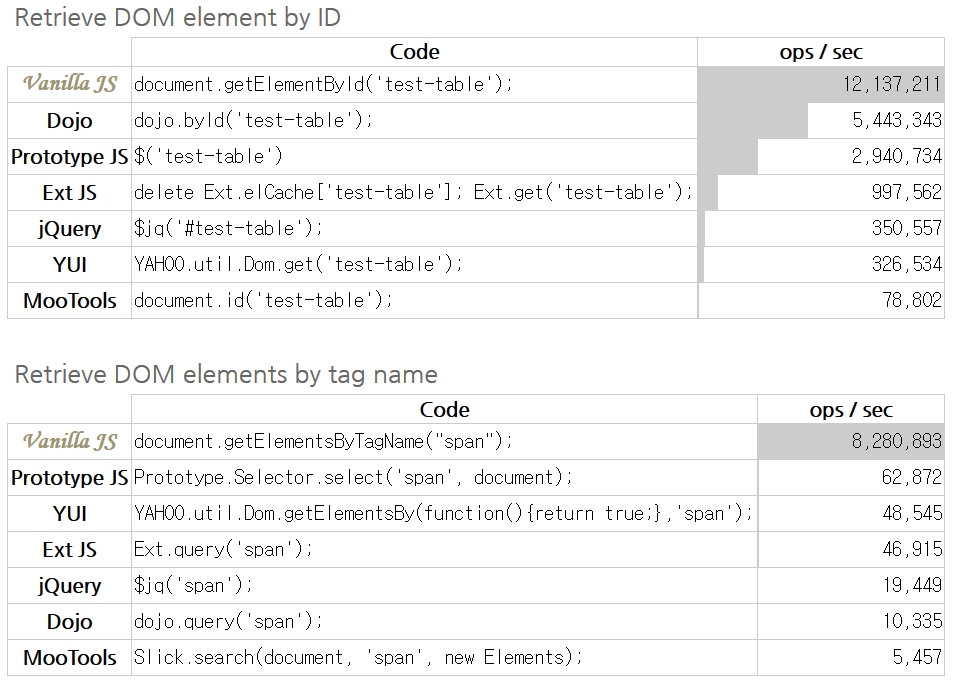 Retrieve DOM element by ID
Code ops / sec
Vanilla JS document.getElementById('test-table'); 12,137,211
Dojo dojo.byId('test-table'); 5,443,343
Prototype JS $('test-table') 2,940,734
Ext JS delete Ext.elCache['test-table']; Ext.get('test-table'); 997,562
jQuery $jq('#test-table'); 350,557
YUI YAHOO.util.Dom.get('test-table'); 326,534
MooTools document.id('test-table'); 78,802
Retrieve DOM elements by tag name
Code ops / sec
Vanilla JS document.getElementsByTagName("span"); 8,280,893
Prototype JS Prototype.Selector.select('span', document); 62,872
YUI YAHOO.util.Dom.getElementsBy(function(){return true;},'span'); 48,545
Ext JS Ext.query('span'); 46,915
jQuery $jq('span'); 19,449
Dojo dojo.query('span'); 10,335
MooTools Slick.search(document, 'span', new Elements); 5,457